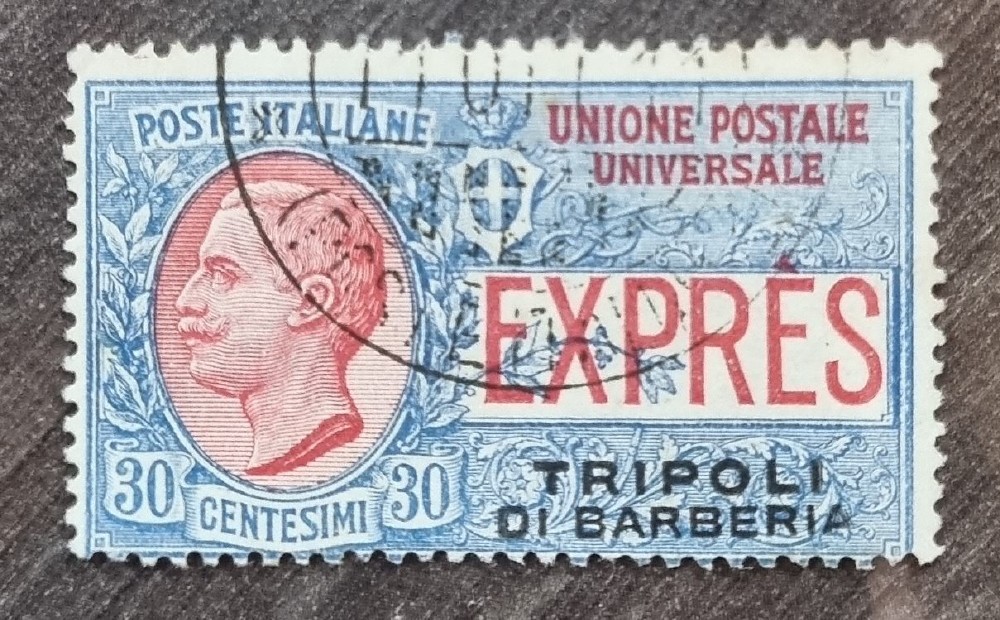 POSTE ITALIANE
UNIONE POSTALE
UNIVERSALE
EXPRÈS
30 CENTESIMI 30
TRIPOLI
DI BARBERIA